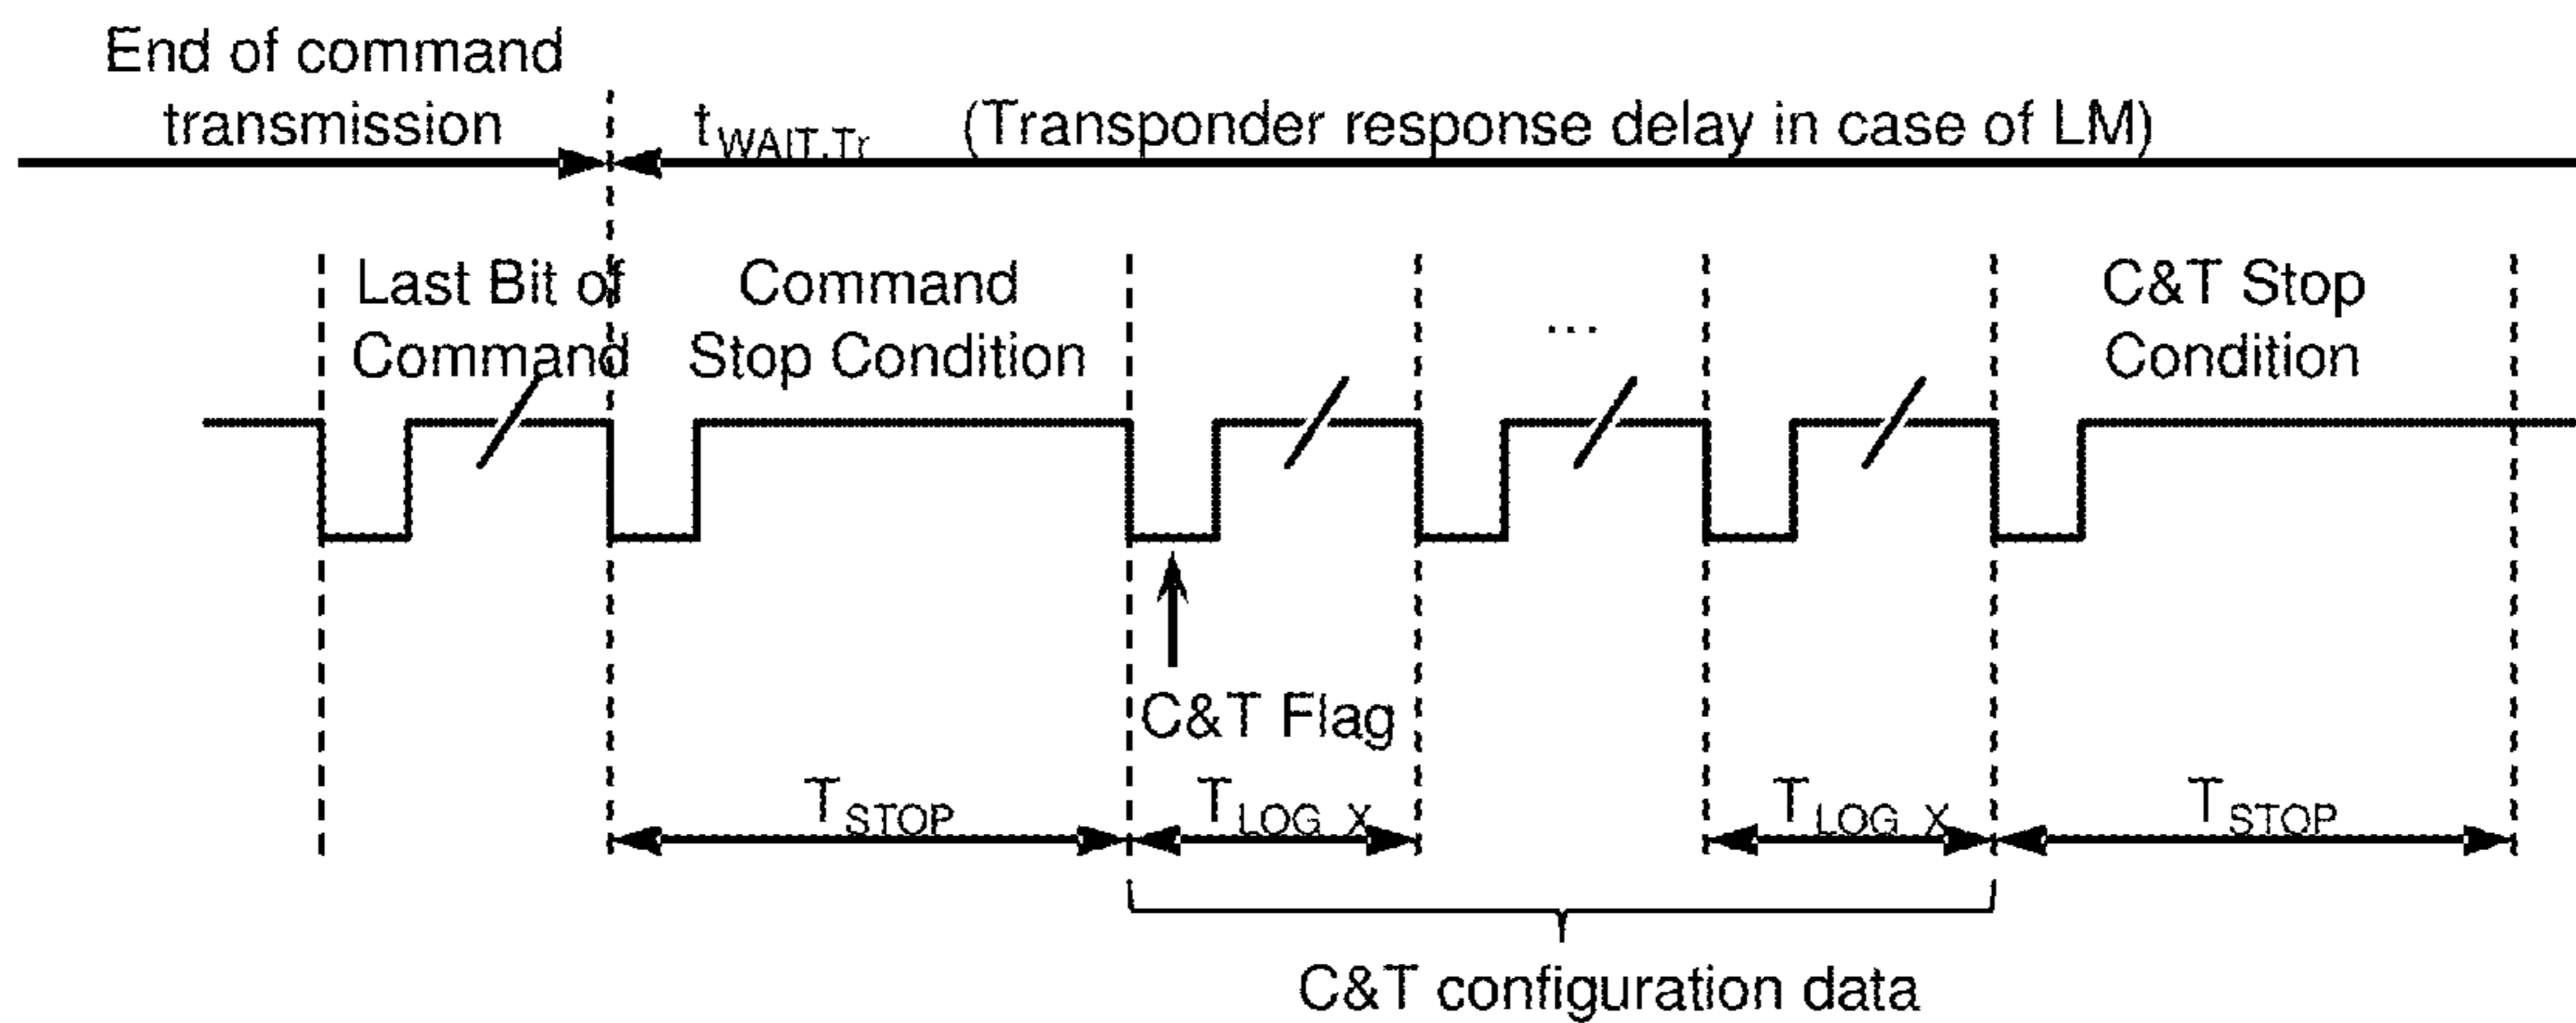 End of command
transmission
tWAIT,Tr (Transponder response delay in case of LM)
Last Bit of
Command
Command
Stop Condition
...
C&T Stop
Condition
C&T Flag
TSTOP
TLOG_X
TLOG_X
TSTOP
C&T configuration data